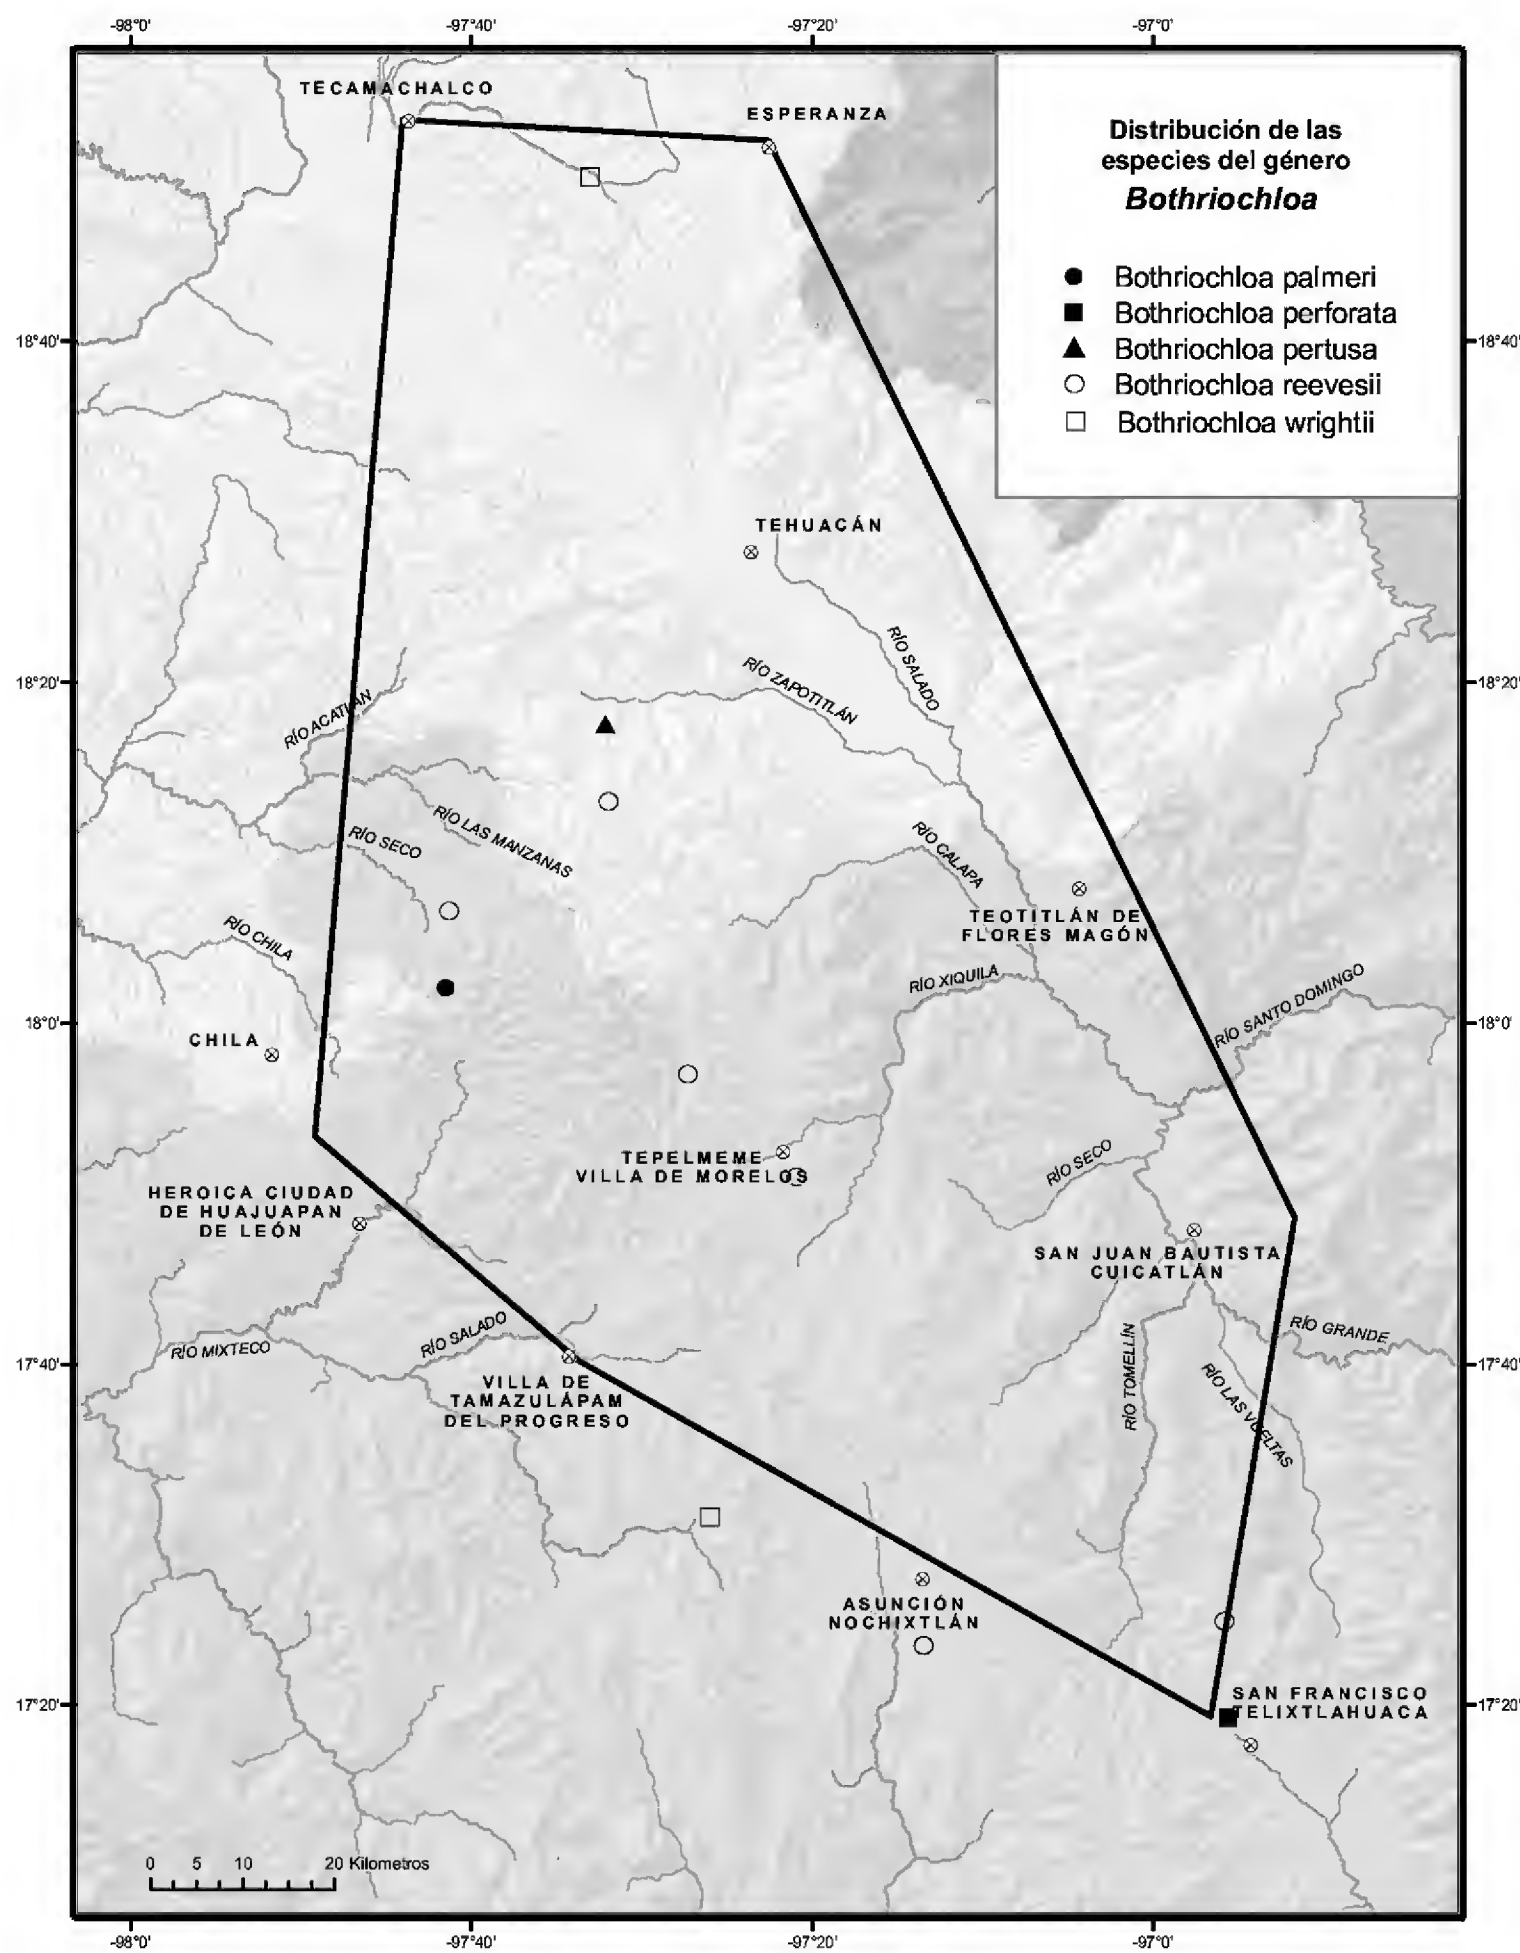 -98°0'
-97°40'
-97°20'
-97°0'
TECAMACHALCO
ESPERANZA
Distribución de las
especies del género
Bothriochloa
Bothriochloa palmeri
Bothriochloa perforata
Bothriochloa pertusa
Bothriochloa reevesii
Bothriochloa wrightii
18°40'
18°40'
TEHUACÁN
RÍO SALADO
18°20'
18°20'
RÍO ZAPOTITLÁN
RÍO ACATLÁN
RÍO LAS MANZANAS
RÍO SECO
RÍO CALAPA
TEOTITLÁN DE
FLORES MAGÓN
RÍO CHILA
RÍO XIQUILA
RÍO SANTO DOMINGO
18°0'
18°0'
CHILA
TEPELMEME
VILLA DE MORELOS
RÍO SECO
HEROICA CIUDAD
DE HUAJUAPAN
DE LEÓN
SAN JUAN BAUTISTA
CUICATLÁN
RÍO SALADO
RÍO MIXTECO
RÍO GRANDE
17°40'
17°40'
RÍO TOMELLÍN
RÍO LAS VUELTAS
VILLA DE
TAMAZULÁPAM
DEL PROGRESO
ASUNCIÓN
NOCHIXTLÁN
SAN FRANCISCO
TELIXTLAHUACA
17°20'
17°20'
0 5 10 20 Kilometros
-98°0'
-97°40'
-97°20'
-97°0'